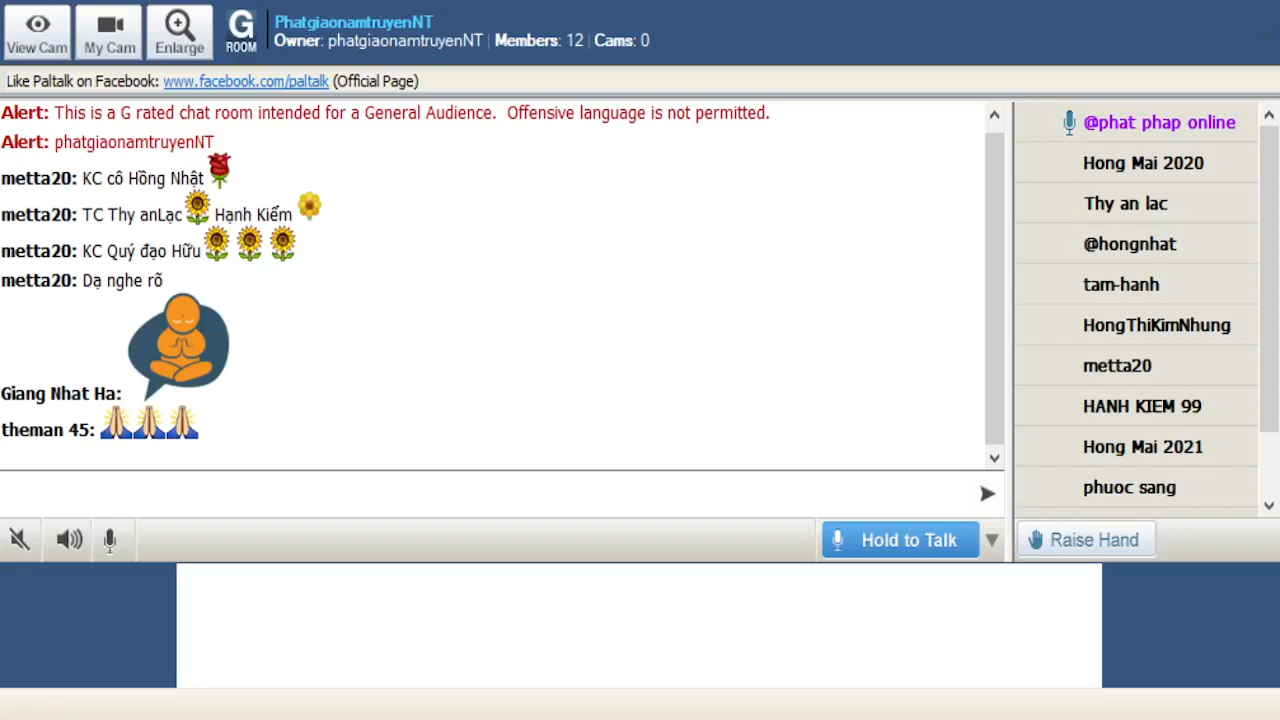 View Cam
My Cam
Enlarge
G
ROOM
PhatgiaonamtruyenNT
Owner: phatgiaonamtruyenNT | Members: 12 | Cams: 0
Like Paltalk on Facebook: www.facebook.com/paltalk (Official Page)
Alert: This is a G rated chat room intended for a General Audience. Offensive language is not permitted.
Alert: phatgiaonamtruyenNT
metta20: KC cô Hồng Nhật
metta20: TC Thy anLạc Hạnh Kiểm
metta20: KC Quý đạo Hữu
metta20: Dạ nghe rõ
Giang Nhat Ha:
theman 45:
Hold to Talk
@phat phap online
Hong Mai 2020
Thy an lac
@hongnhat
tam-hanh
HongThiKimNhung
metta20
HANH KIEM 99
Hong Mai 2021
phuoc sang
Raise Hand